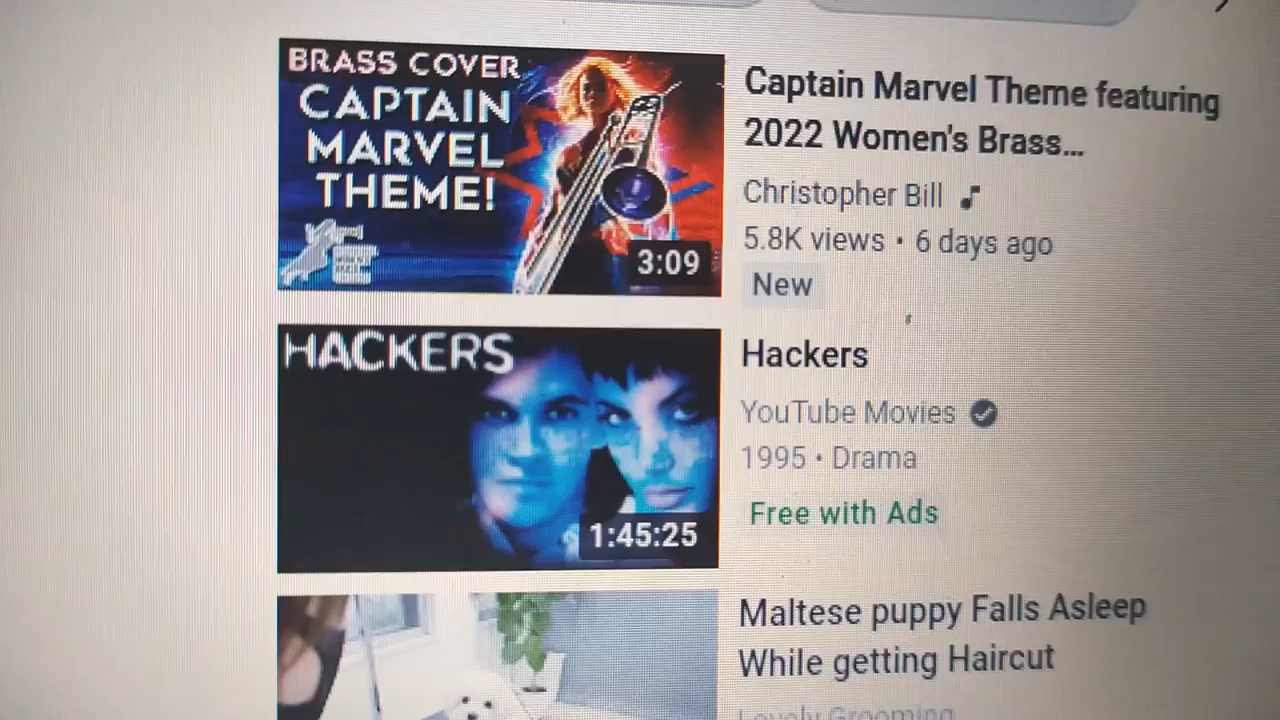 BRASS COVER
CAPTAIN
MARVEL
THEME!
3:09
Captain Marvel Theme featuring
2022 Women's Brass...
Christopher Bill
5.8K views • 6 days ago
New
HACKERS
1:45:25
Hackers
YouTube Movies
1995 • Drama
Free with Ads
Maltese puppy Falls Asleep
While getting Haircut
Lovely Grooming